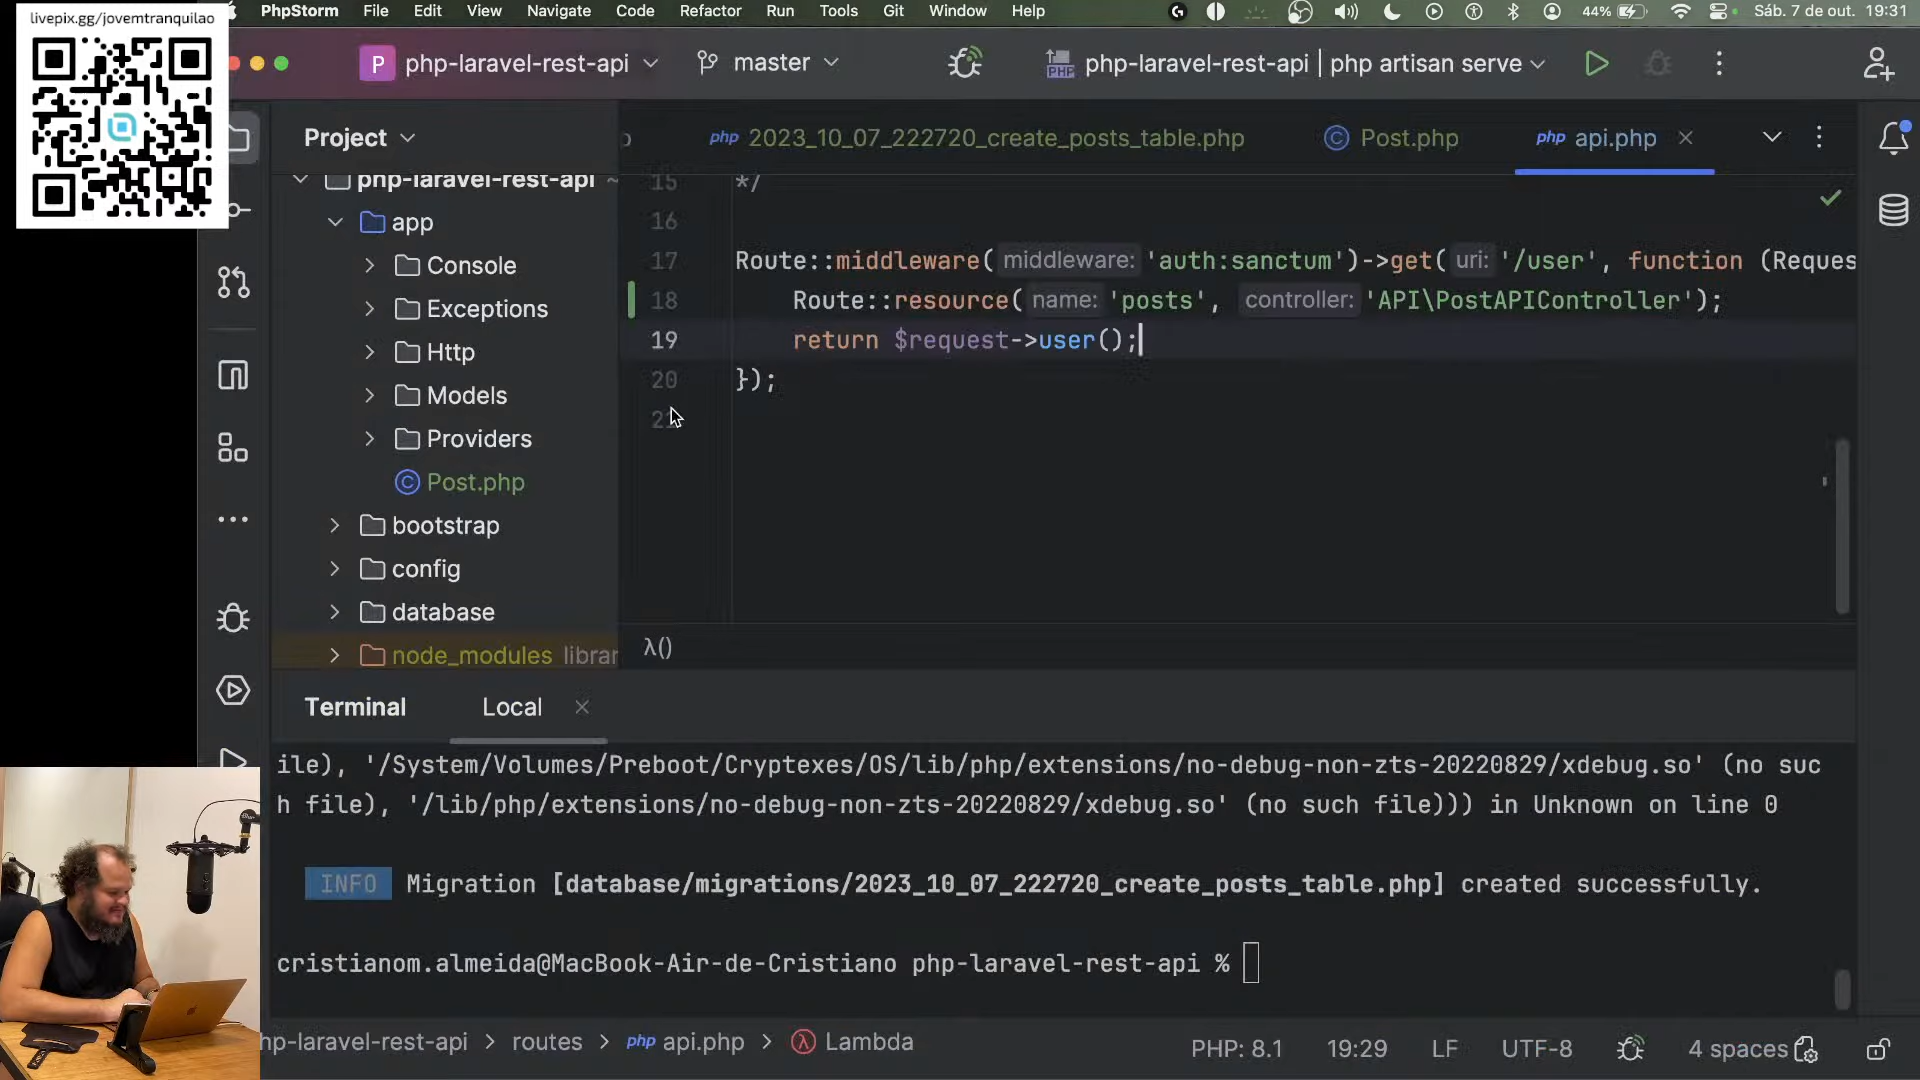 livepix.gg/jovemtranquilao
PhpStorm File Edit View Navigate Code Refactor Run Tools Git Window Help 44% Sáb. 7 de out. 19:31
P php-laravel-rest-api master PHP php-laravel-rest-api | php artisan serve
Project
php 2023_10_07_222720_create_posts_table.php C Post.php php api.php
php-laravel-rest-api ~
app
Console
Exceptions
Http
Models
Providers
C Post.php
bootstrap
config
database
node_modules librar
15 */
16
17 Route::middleware( middleware: 'auth:sanctum')->get( uri: '/user', function (Reques
18 Route::resource( name: 'posts', controller: 'API\PostAPIController');
19 return $request->user();
20 });
21
λ()
Terminal Local
ile), '/System/Volumes/Preboot/Cryptexes/OS/lib/php/extensions/no-debug-non-zts-20220829/xdebug.so' (no suc
h file), '/lib/php/extensions/no-debug-non-zts-20220829/xdebug.so' (no such file))) in Unknown on line 0
INFO Migration [database/migrations/2023_10_07_222720_create_posts_table.php] created successfully.
cristianom.almeida@MacBook-Air-de-Cristiano php-laravel-rest-api %
hp-laravel-rest-api > routes > php api.php > λ Lambda
PHP: 8.1 19:29 LF UTF-8 4 spaces